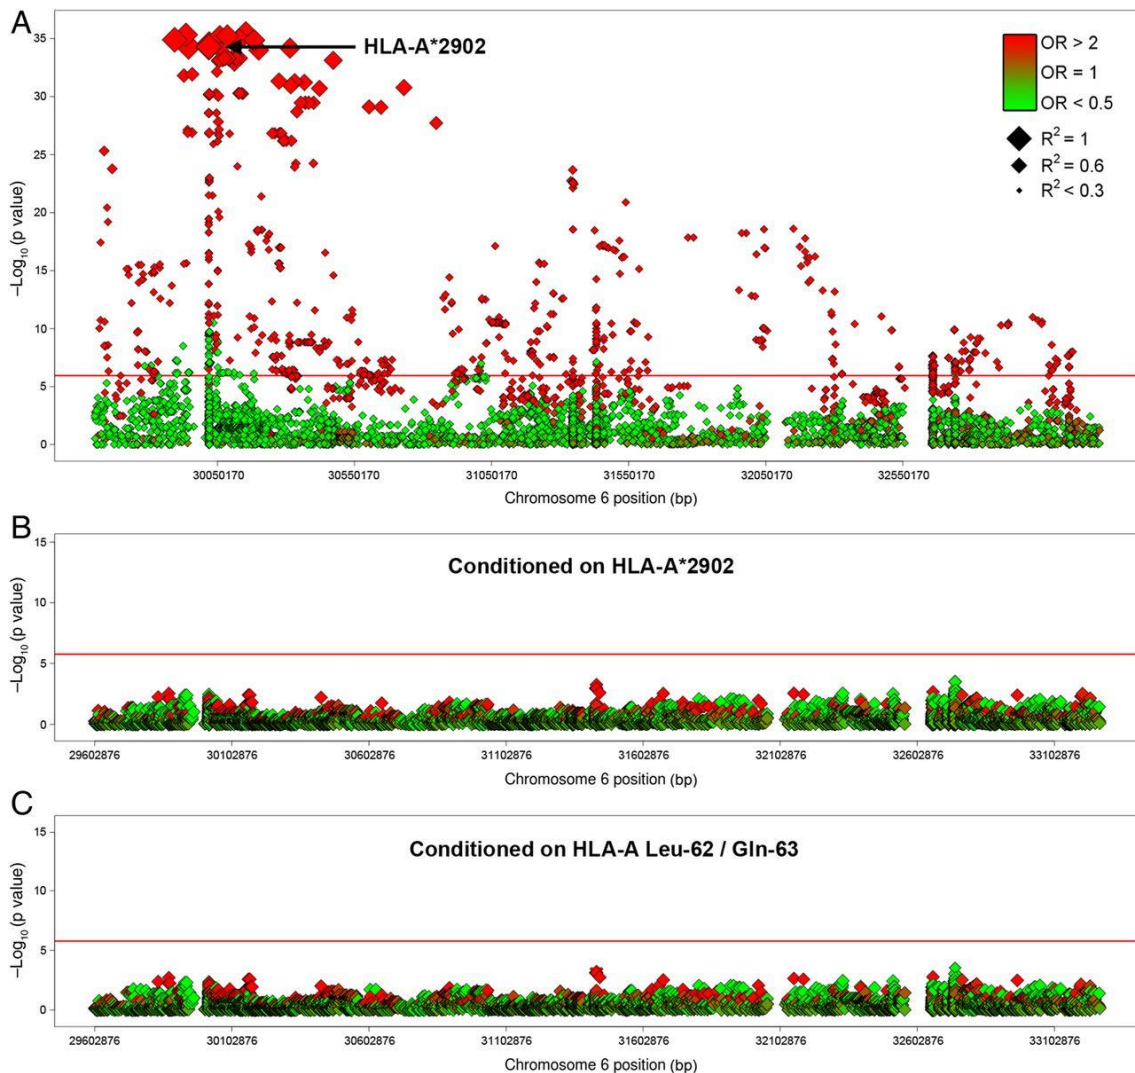 A
HLA-A*2902
OR > 2
OR = 1
OR < 0.5
R² = 1
R² = 0.6
R² < 0.3
−Log₁₀ (p value)
35
30
25
20
15
10
5
0
30050170 30550170 31050170 31550170 32050170 32550170
Chromosome 6 position (bp)
B
Conditioned on HLA-A*2902
−Log₁₀ (p value)
15
10
5
0
29602876 30102876 30602876 31102876 31602876 32102876 32602876 33102876
Chromosome 6 position (bp)
C
Conditioned on HLA-A Leu-62 / Gln-63
−Log₁₀ (p value)
15
10
5
0
29602876 30102876 30602876 31102876 31602876 32102876 32602876 33102876
Chromosome 6 position (bp)